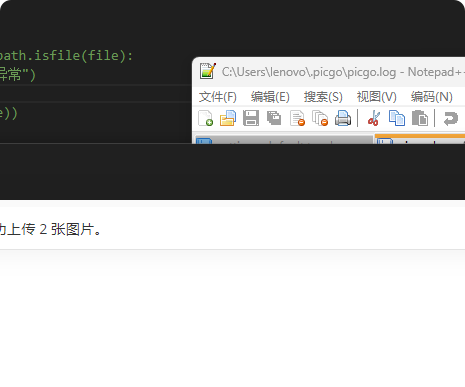 path.isfile(file):
异常")
C:\Users\lenovo\.picgo\picgo.log - Notepad+
文件(F) 编辑(E) 搜索(S) 视图(V) 编码(N)
e))
上传 2 张图片。